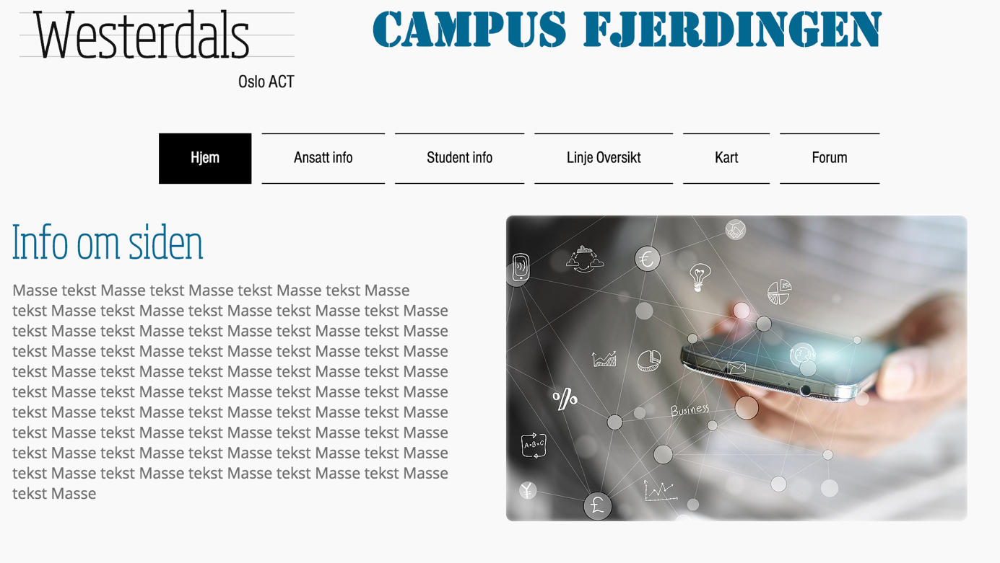 Westerdals
Oslo ACT
CAMPUS FJERDINGEN
Hjem
Ansatt info
Student info
Linje Oversikt
Kart
Forum
Info om siden
Masse tekst Masse tekst Masse tekst Masse tekst Masse
tekst Masse tekst Masse tekst Masse tekst Masse tekst Masse
tekst Masse tekst Masse tekst Masse tekst Masse tekst Masse
tekst Masse tekst Masse tekst Masse tekst Masse tekst Masse
tekst Masse tekst Masse tekst Masse tekst Masse tekst Masse
tekst Masse tekst Masse tekst Masse tekst Masse tekst Masse
tekst Masse tekst Masse tekst Masse tekst Masse tekst Masse
tekst Masse tekst Masse tekst Masse tekst Masse tekst Masse
tekst Masse tekst Masse tekst Masse tekst Masse tekst Masse
tekst Masse tekst Masse tekst Masse tekst Masse tekst Masse
tekst Masse
€
25%
%
Business
A+B=C
¥
£